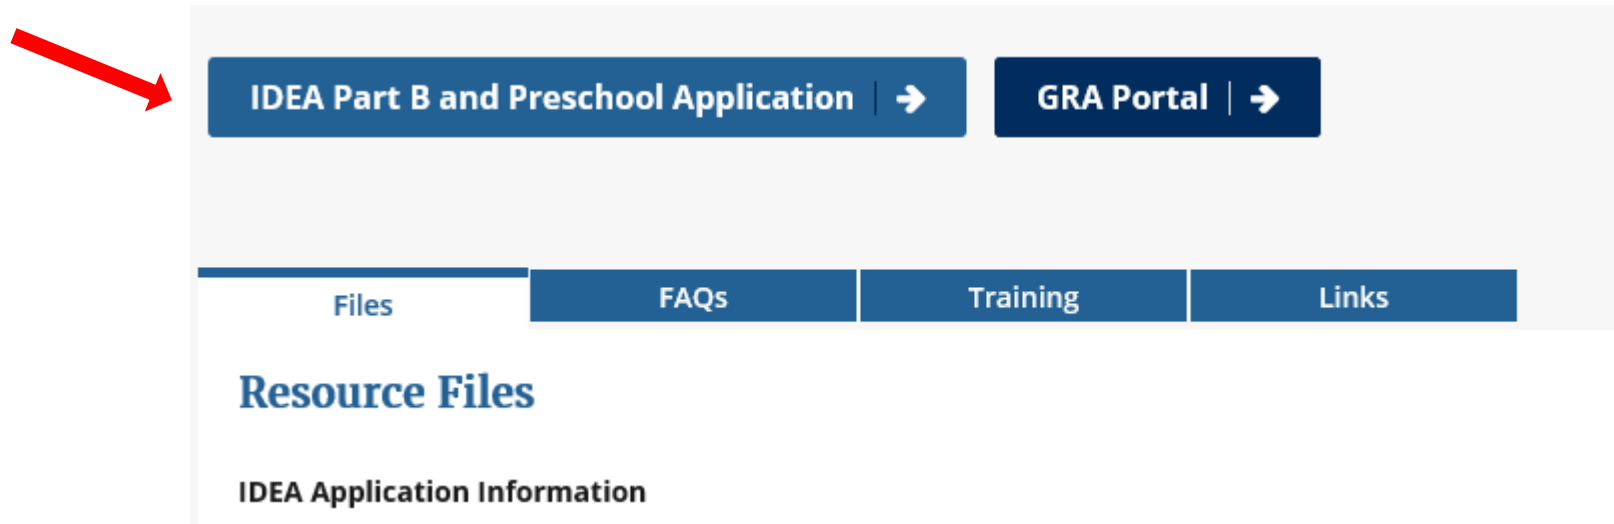 IDEA Part B and Preschool Application
GRA Portal
Files
FAQs
Training
Links
Resource Files
IDEA Application Information